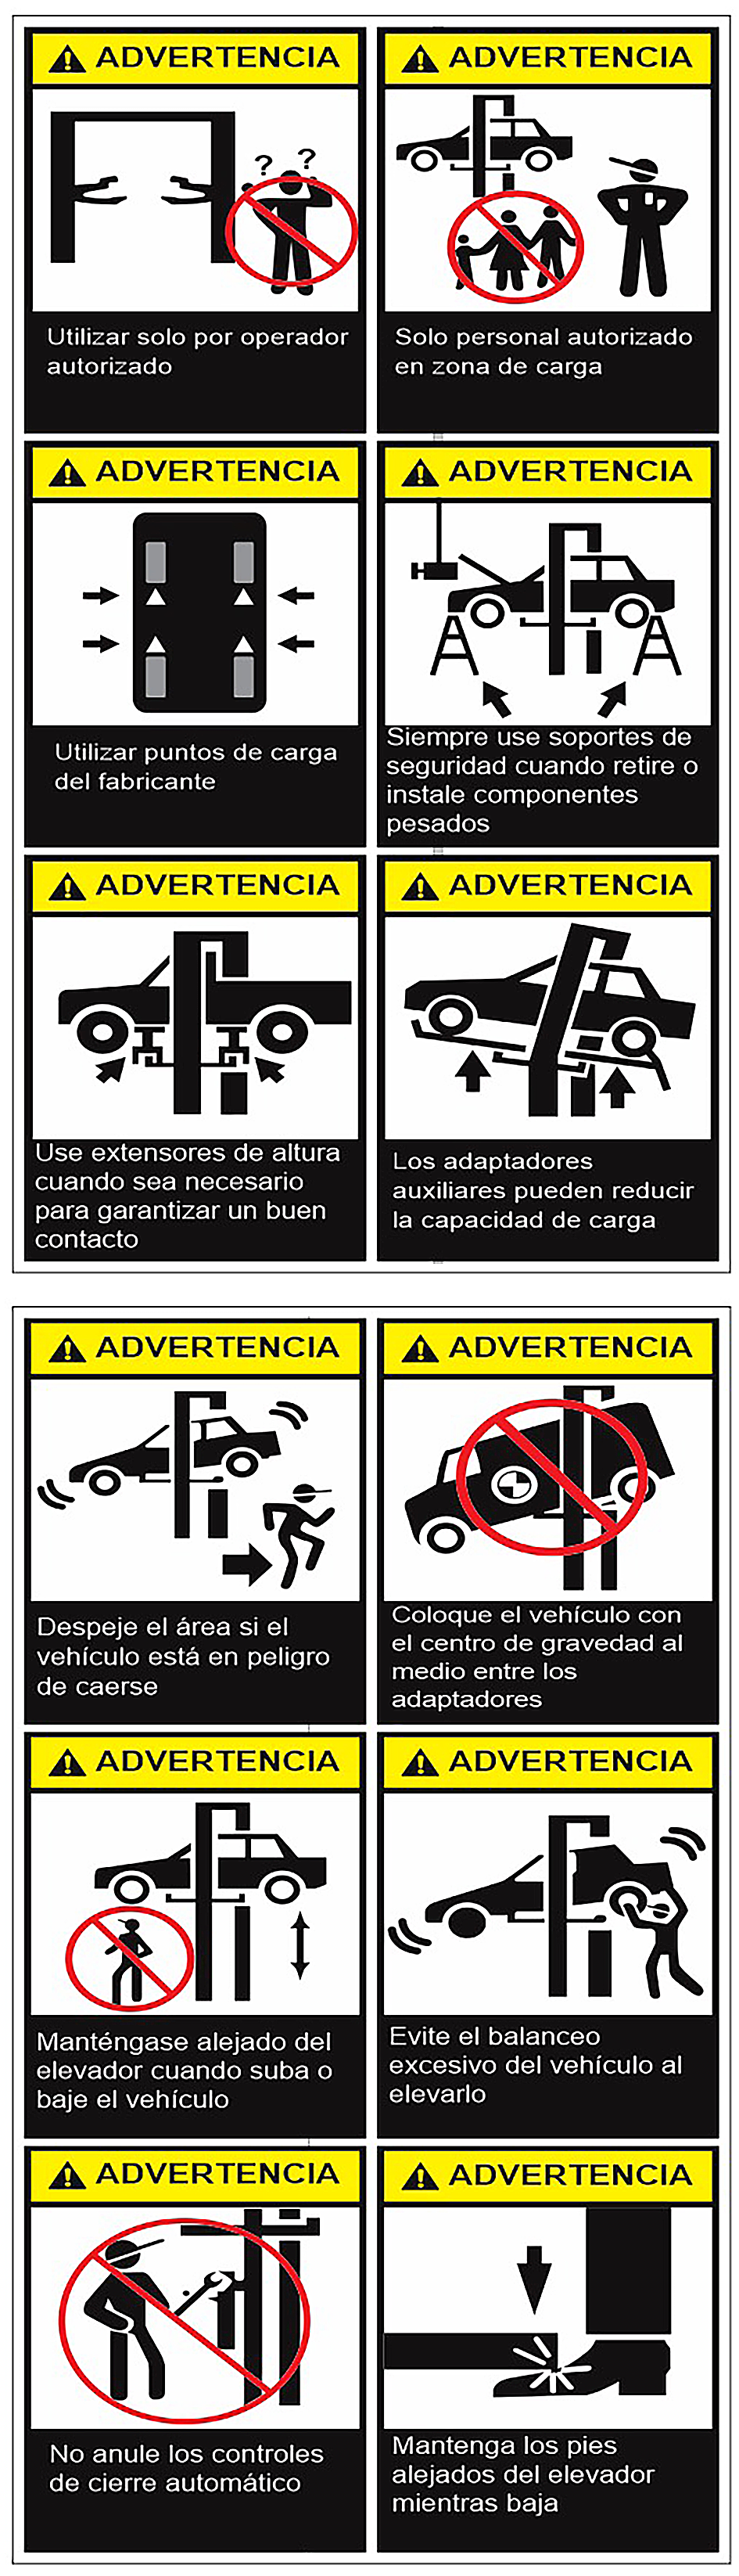 ADVERTENCIA
? ?
Utilizar solo por operador
autorizado
ADVERTENCIA
Solo personal autorizado
en zona de carga
ADVERTENCIA
Utilizar puntos de carga
del fabricante
ADVERTENCIA
Siempre use soportes de
seguridad cuando retire o
instale componentes
pesados
ADVERTENCIA
Use extensores de altura
cuando sea necesario
para garantizar un buen
contacto
ADVERTENCIA
Los adaptadores
auxiliares pueden reducir
la capacidad de carga
ADVERTENCIA
Despeje el área si el
vehículo está en peligro
de caerse
ADVERTENCIA
Coloque el vehículo con
el centro de gravedad al
medio entre los
adaptadores
ADVERTENCIA
Manténgase alejado del
elevador cuando suba o
baje el vehículo
ADVERTENCIA
Evite el balanceo
excesivo del vehículo al
elevarlo
ADVERTENCIA
No anule los controles
de cierre automático
ADVERTENCIA
Mantenga los pies
alejados del elevador
mientras baja